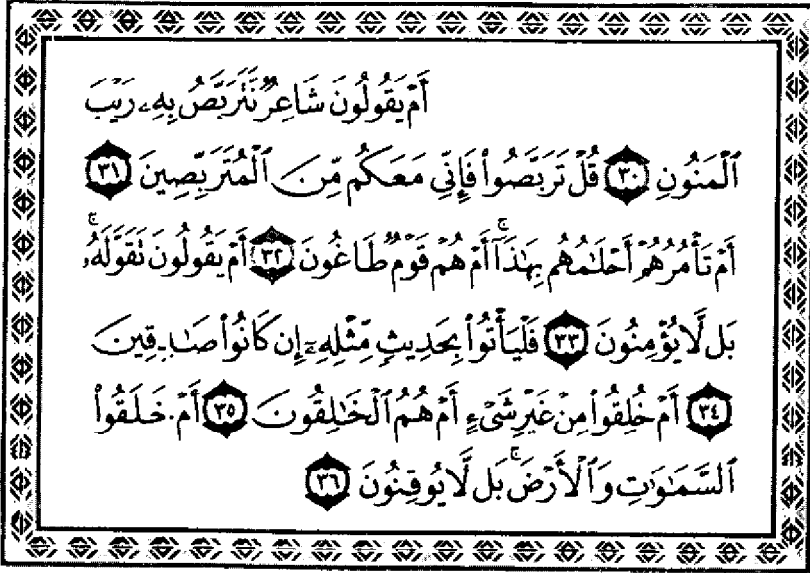 أَمْ يَقُولُونَ شَاعِرٌ نَّتَرَبَّصُ بِهِۦ رَيْبَ
ٱلْمَنُونِ ٣٠ قُلْ تَرَبَّصُوا۟ فَإِنِّى مَعَكُم مِّنَ ٱلْمُتَرَبِّصِينَ ٣١
أَمْ تَأْمُرُهُمْ أَحْلَٰمُهُم بِهَٰذَآ ۚ أَمْ هُمْ قَوْمٌ طَاغُونَ ٣٢ أَمْ يَقُولُونَ تَقَوَّلَهُۥ ۚ
بَل لَّا يُؤْمِنُونَ ٣٣ فَلْيَأْتُوا۟ بِحَدِيثٍ مِّثْلِهِۦٓ إِن كَانُوا۟ صَٰدِقِينَ
٣٤ أَمْ خُلِقُوا۟ مِنْ غَيْرِ شَىْءٍ أَمْ هُمُ ٱلْخَٰلِقُونَ ٣٥ أَمْ خَلَقُوا۟
ٱلسَّمَٰوَٰتِ وَٱلْأَرْضَ ۚ بَل لَّا يُوقِنُونَ ٣٦